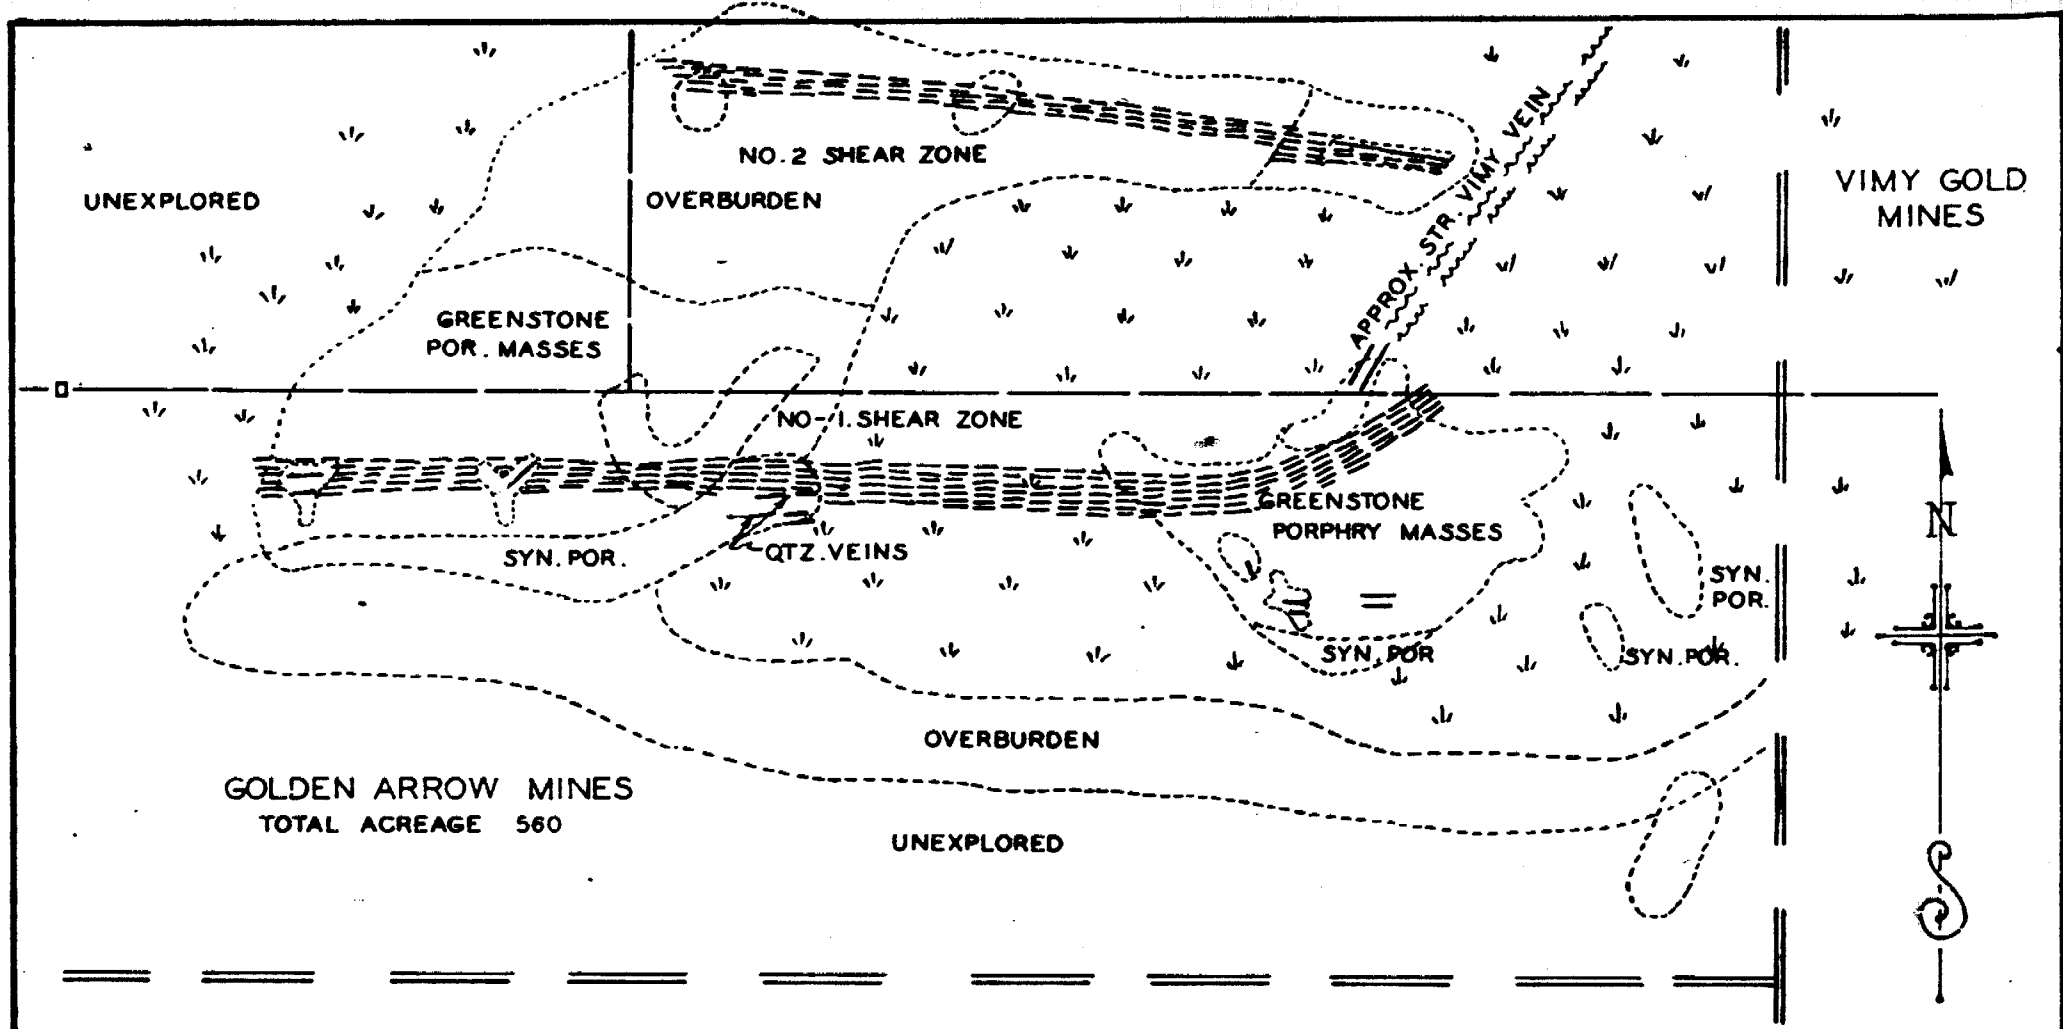 NO. 2 SHEAR ZONE
UNEXPLORED
OVERBURDEN
APPROX. STR. VIMY VEIN
VIMY GOLD
MINES
GREENSTONE
POR. MASSES
NO-1. SHEAR ZONE
GREENSTONE
PORPHRY MASSES
QTZ. VEINS
SYN. POR.
SYN.
POR.
SYN. POR
SYN. POR.
N
OVERBURDEN
GOLDEN ARROW MINES
TOTAL ACREAGE 560
UNEXPLORED
S